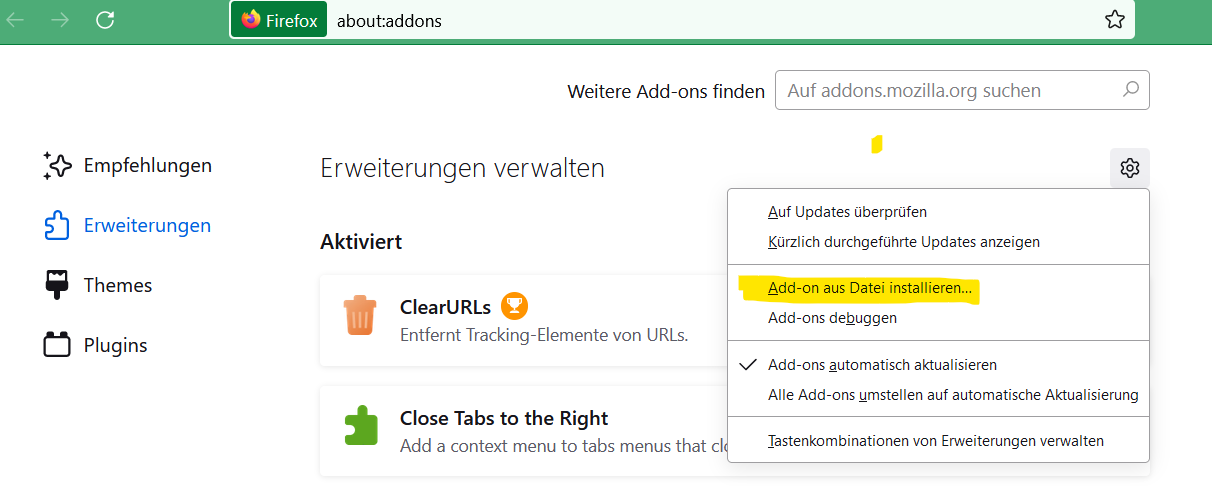 Firefox about:addons
Weitere Add-ons finden Auf addons.mozilla.org suchen
Empfehlungen
Erweiterungen
Themes
Plugins
Erweiterungen verwalten
Aktiviert
ClearURLs
Entfernt Tracking-Elemente von URLs.
Close Tabs to the Right
Add a context menu to tabs menus that
Auf Updates überprüfen
Kürzlich durchgeführte Updates anzeigen
Add-on aus Datei installieren...
Add-ons debuggen
Add-ons automatisch aktualisieren
Alle Add-ons umstellen auf automatische Aktualisierung
Tastenkombinationen von Erweiterungen verwalten